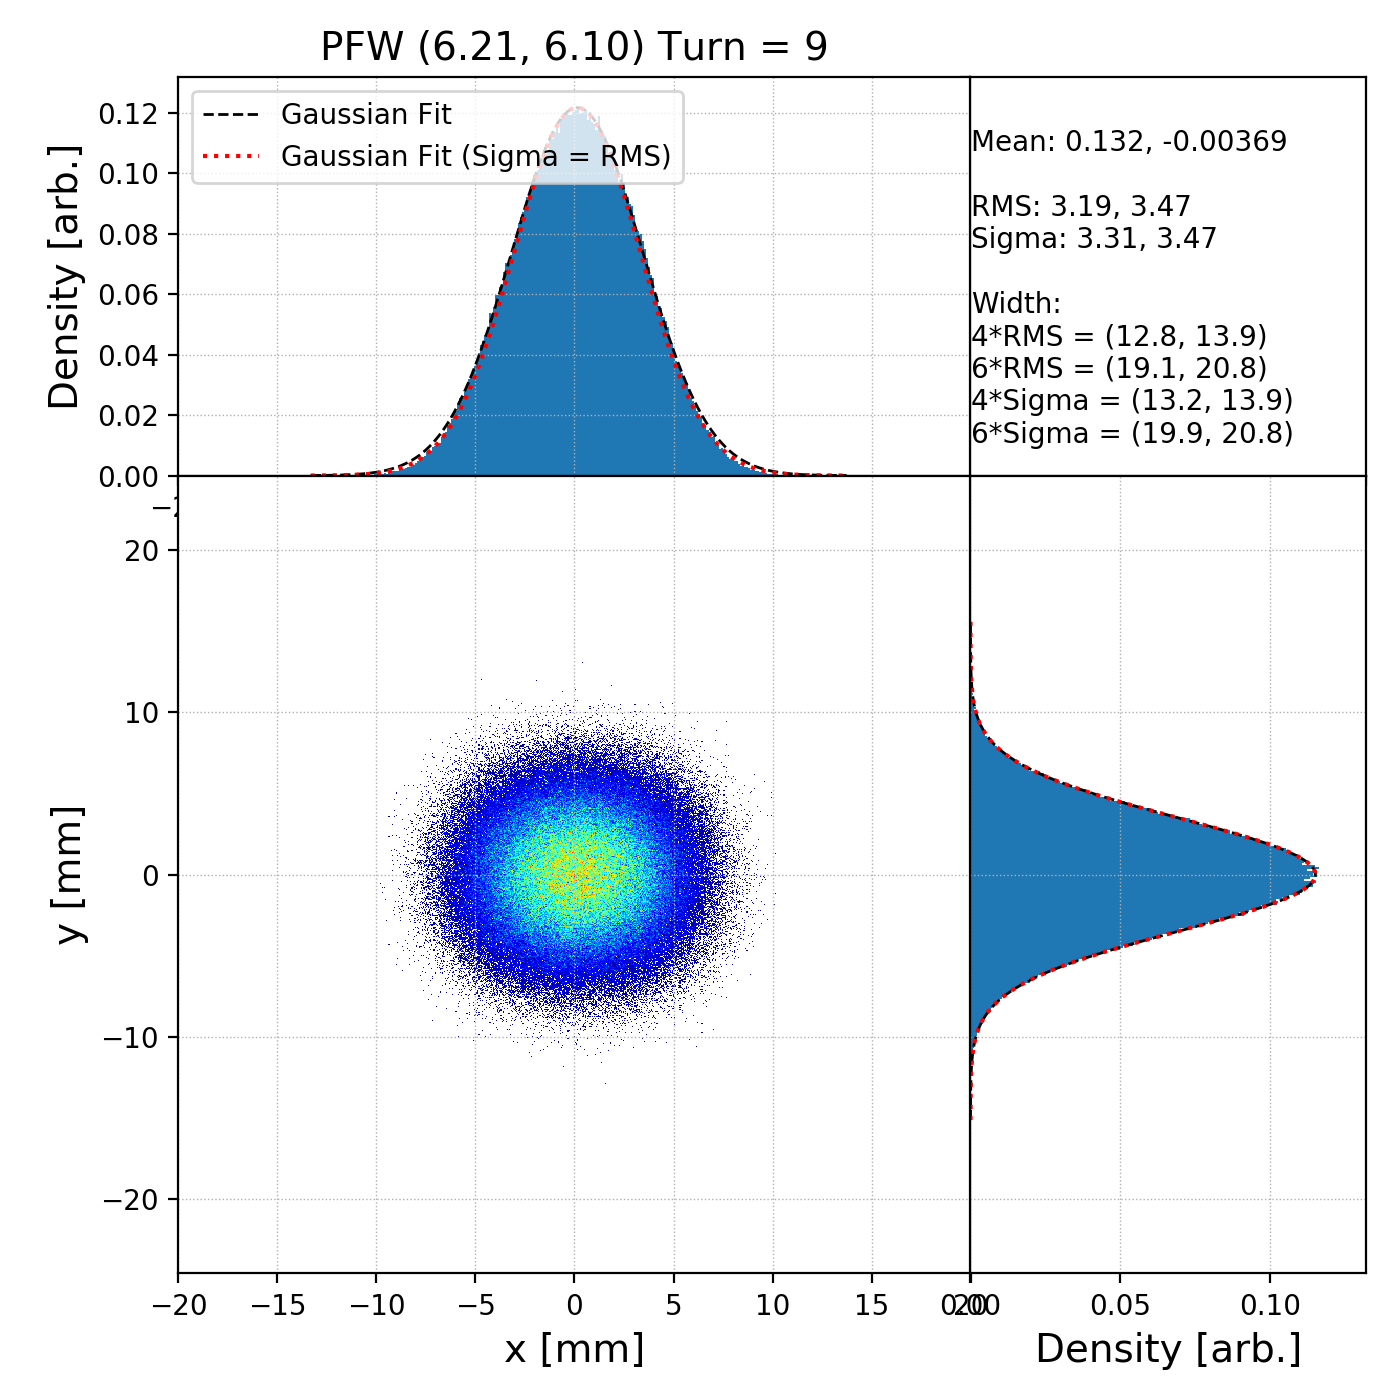 PFW (6.21, 6.10) Turn = 9
Gaussian Fit
Gaussian Fit (Sigma = RMS)
0.12
0.10
0.08
0.06
0.04
0.02
0.00
Density [arb.]
Mean: 0.132, -0.00369
RMS: 3.19, 3.47
Sigma: 3.31, 3.47
Width:
4*RMS = (12.8, 13.9)
6*RMS = (19.1, 20.8)
4*Sigma = (13.2, 13.9)
6*Sigma = (19.9, 20.8)
20
10
0
−10
−20
y [mm]
−20 −15 −10 −5 0 5 10 15 20
x [mm]
0.00 0.05 0.10
Density [arb.]